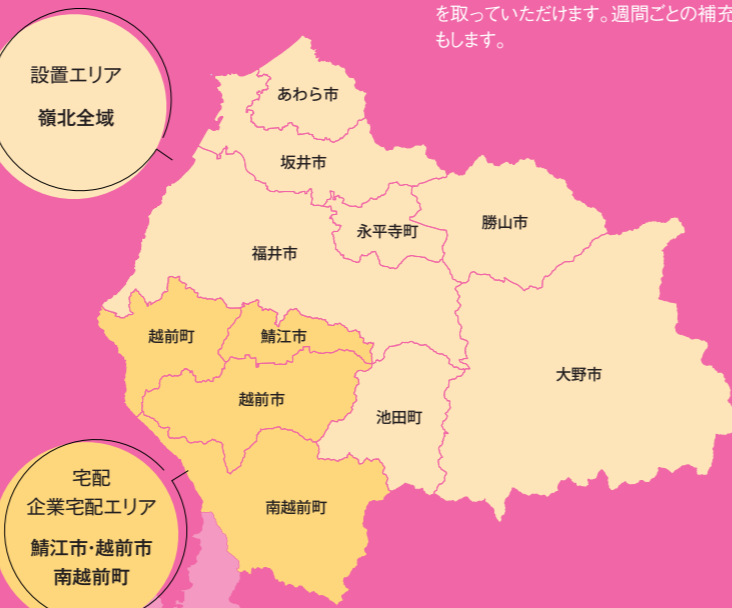 を取っていただけます。週間ごとの補充
もします。
設置エリア
嶺北全域
あわら市
坂井市
勝山市
永平寺町
福井市
越前町
鯖江市
大野市
越前市
池田町
宅配
企業宅配エリア
鯖江市・越前市
南越前町
南越前町